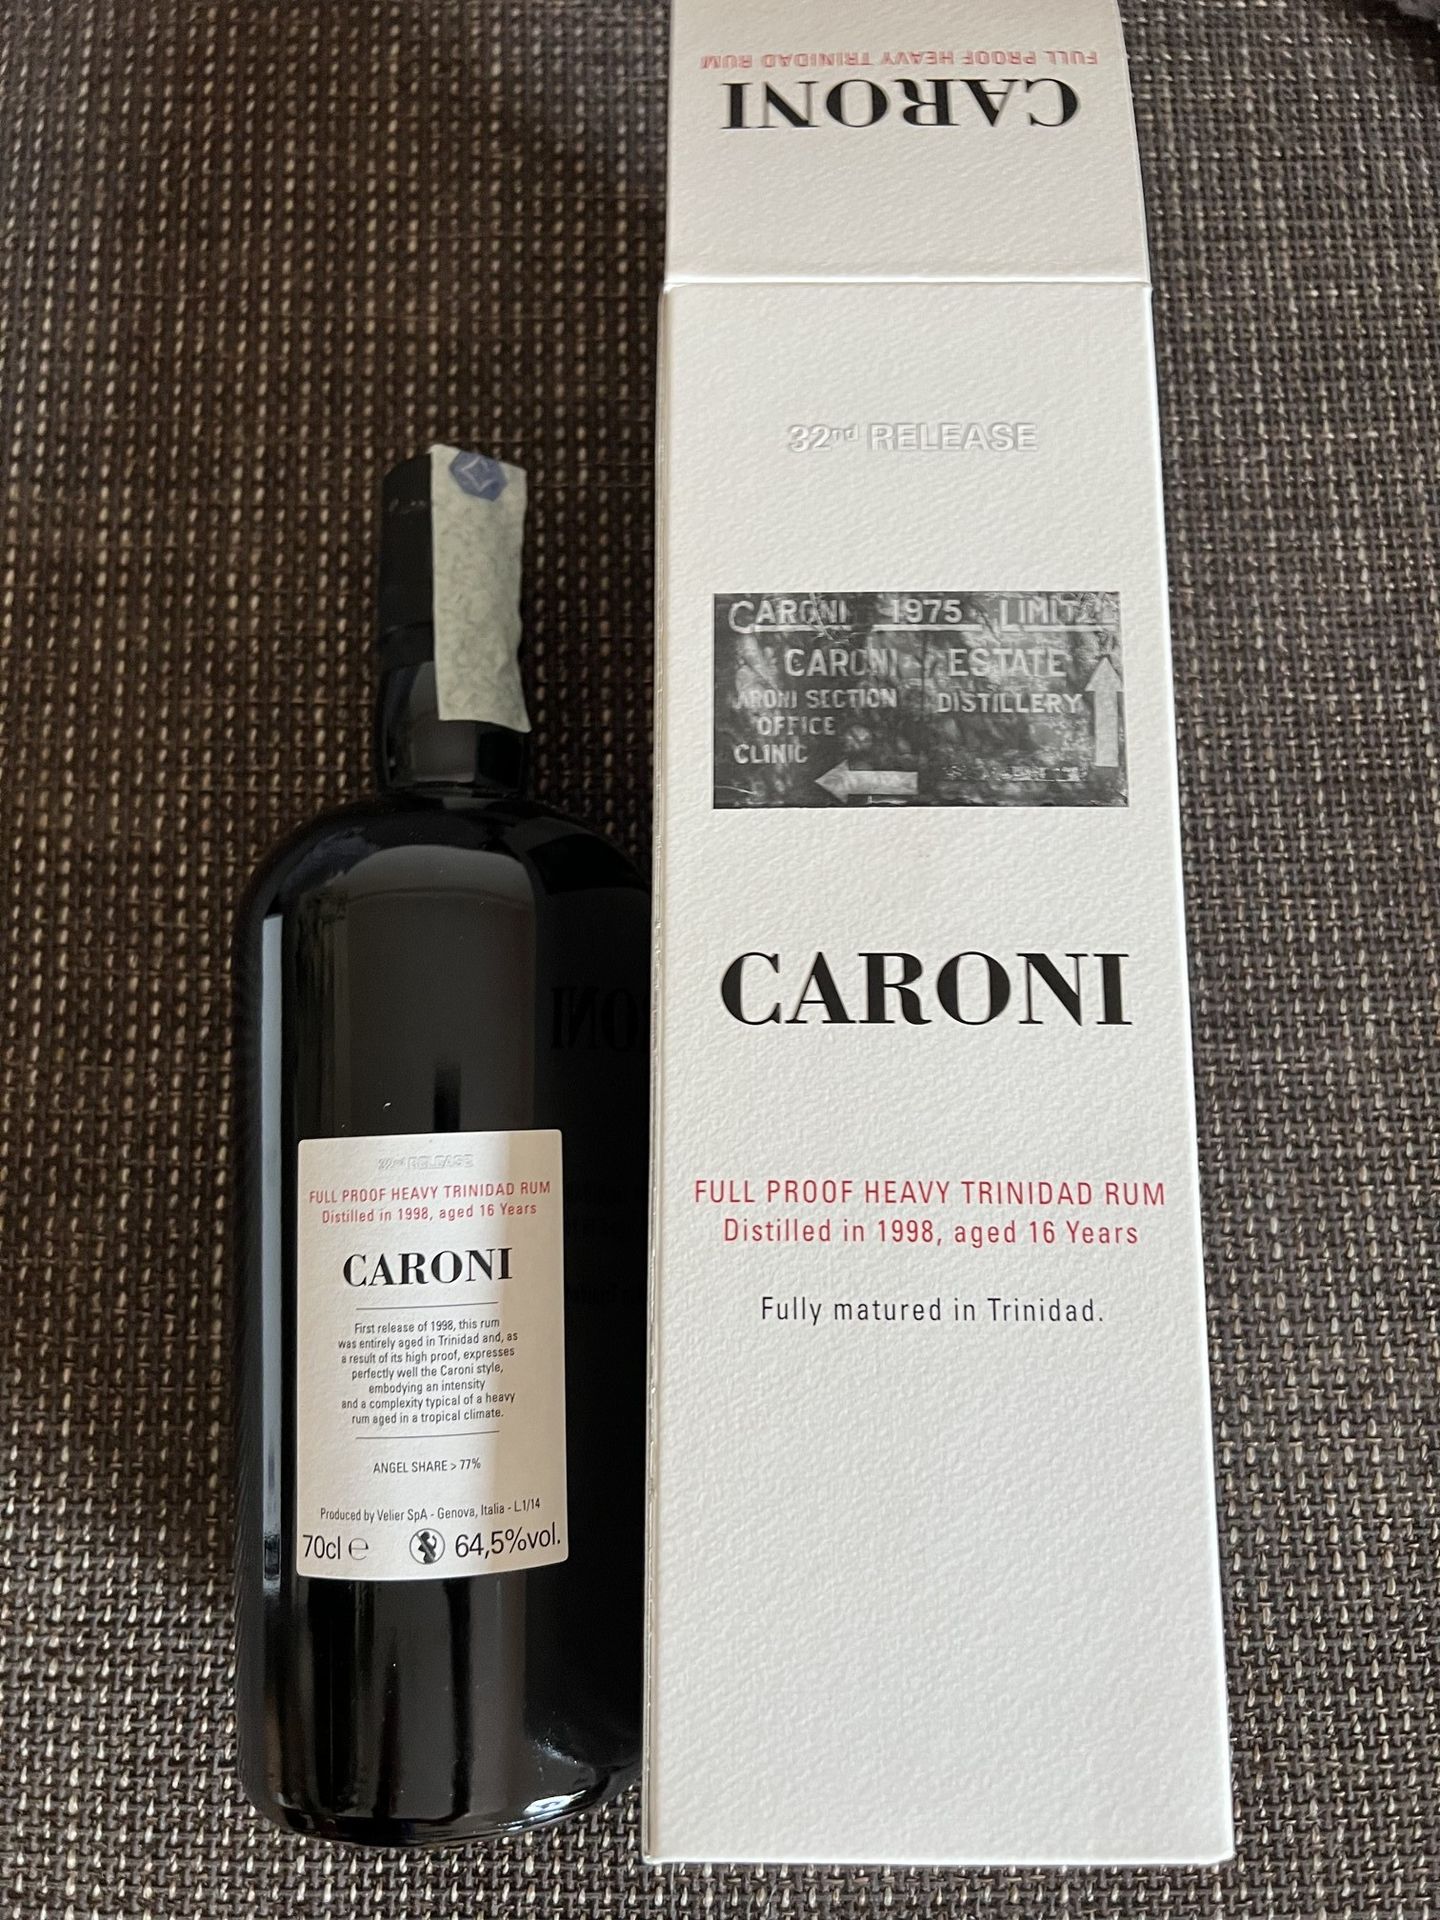 FULL PROOF HEAVY TRINIDAD RUM
CARONI
32nd RELEASE
CARONI 1975 LIMIT
CARONI ESTATE
ARONI SECTION DISTILLERY
OFFICE
CLINIC
CARONI
FULL PROOF HEAVY TRINIDAD RUM
Distilled in 1998, aged 16 Years
Fully matured in Trinidad.
32nd RELEASE
FULL PROOF HEAVY TRINIDAD RUM
Distilled in 1998, aged 16 Years
CARONI
First release of 1998, this rum
was entirely aged in Trinidad and, as
a result of its high proof, expresses
perfectly well the Caroni style,
embodying an intensity
and a complexity typical of a heavy
rum aged in a tropical climate.
ANGEL SHARE > 77%
Produced by Velier SpA - Genova, Italia - L.1/14
70cl ℮ 64,5%vol.